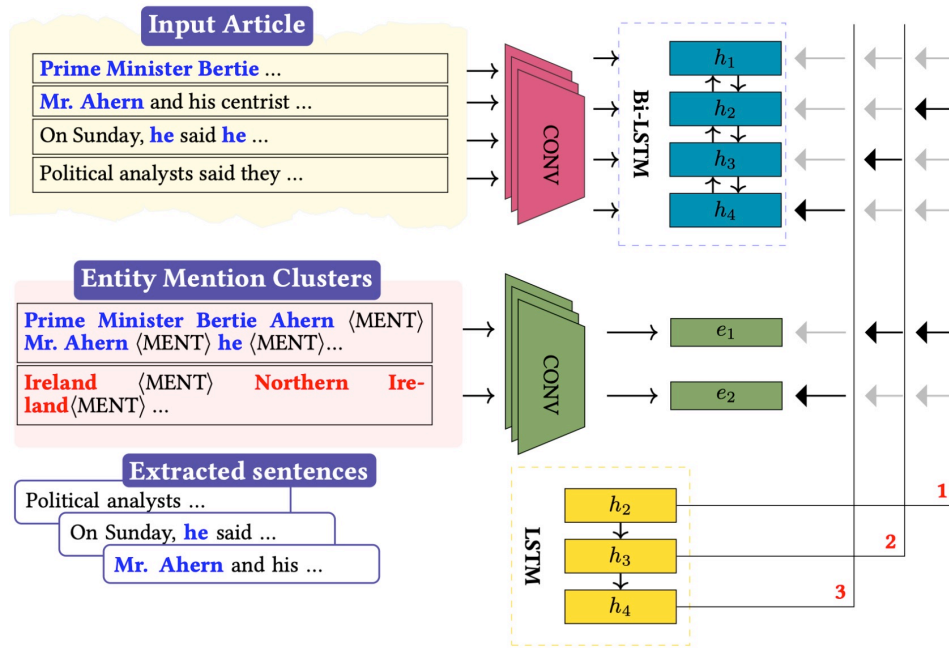 Input Article
Prime Minister Bertie ...
Mr. Ahern and his centrist ...
On Sunday, he said he ...
Political analysts said they ...
CONV
Bi-LSTM
h1
h2
h3
h4
Entity Mention Clusters
Prime Minister Bertie Ahern ⟨MENT⟩
Mr. Ahern ⟨MENT⟩ he ⟨MENT⟩...
Ireland ⟨MENT⟩ Northern Ire-
land⟨MENT⟩ ...
CONV
e1
e2
Extracted sentences
Political analysts ...
On Sunday, he said ...
Mr. Ahern and his ...
LSTM
h2
h3
h4
1
2
3